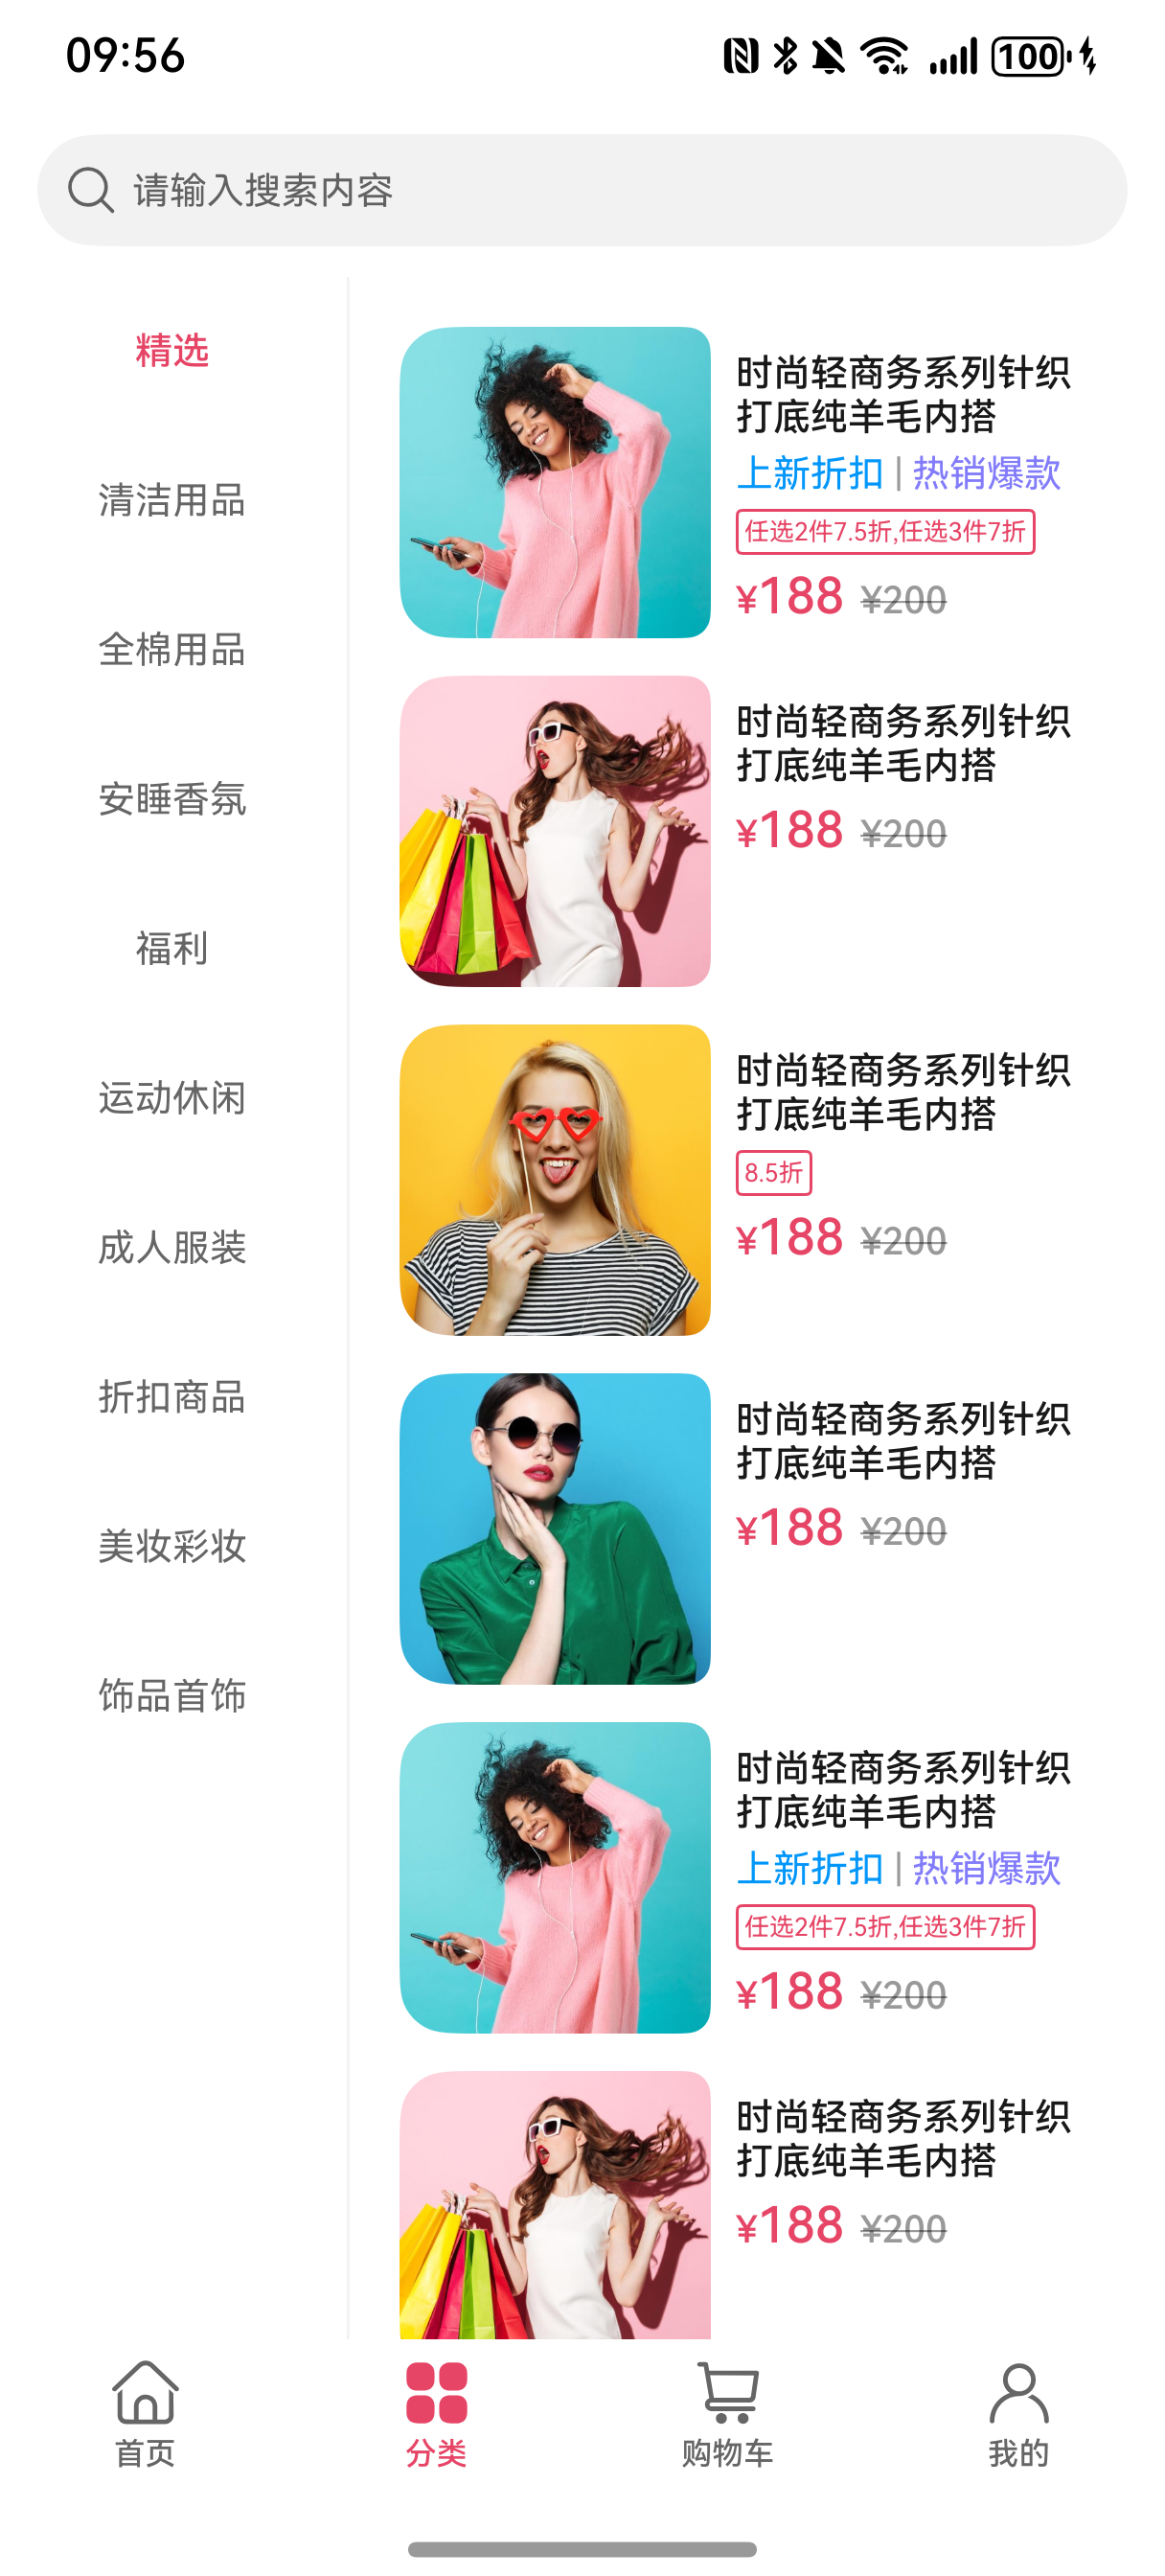 09:56
100
请输入搜索内容
精选
清洁用品
全棉用品
安睡香氛
福利
运动休闲
成人服装
折扣商品
美妆彩妆
饰品首饰
时尚轻商务系列针织
打底纯羊毛内搭
上新折扣 | 热销爆款
任选2件7.5折,任选3件7折
¥188 ¥200
时尚轻商务系列针织
打底纯羊毛内搭
¥188 ¥200
时尚轻商务系列针织
打底纯羊毛内搭
8.5折
¥188 ¥200
时尚轻商务系列针织
打底纯羊毛内搭
¥188 ¥200
时尚轻商务系列针织
打底纯羊毛内搭
上新折扣 | 热销爆款
任选2件7.5折,任选3件7折
¥188 ¥200
时尚轻商务系列针织
打底纯羊毛内搭
¥188 ¥200
首页
分类
购物车
我的